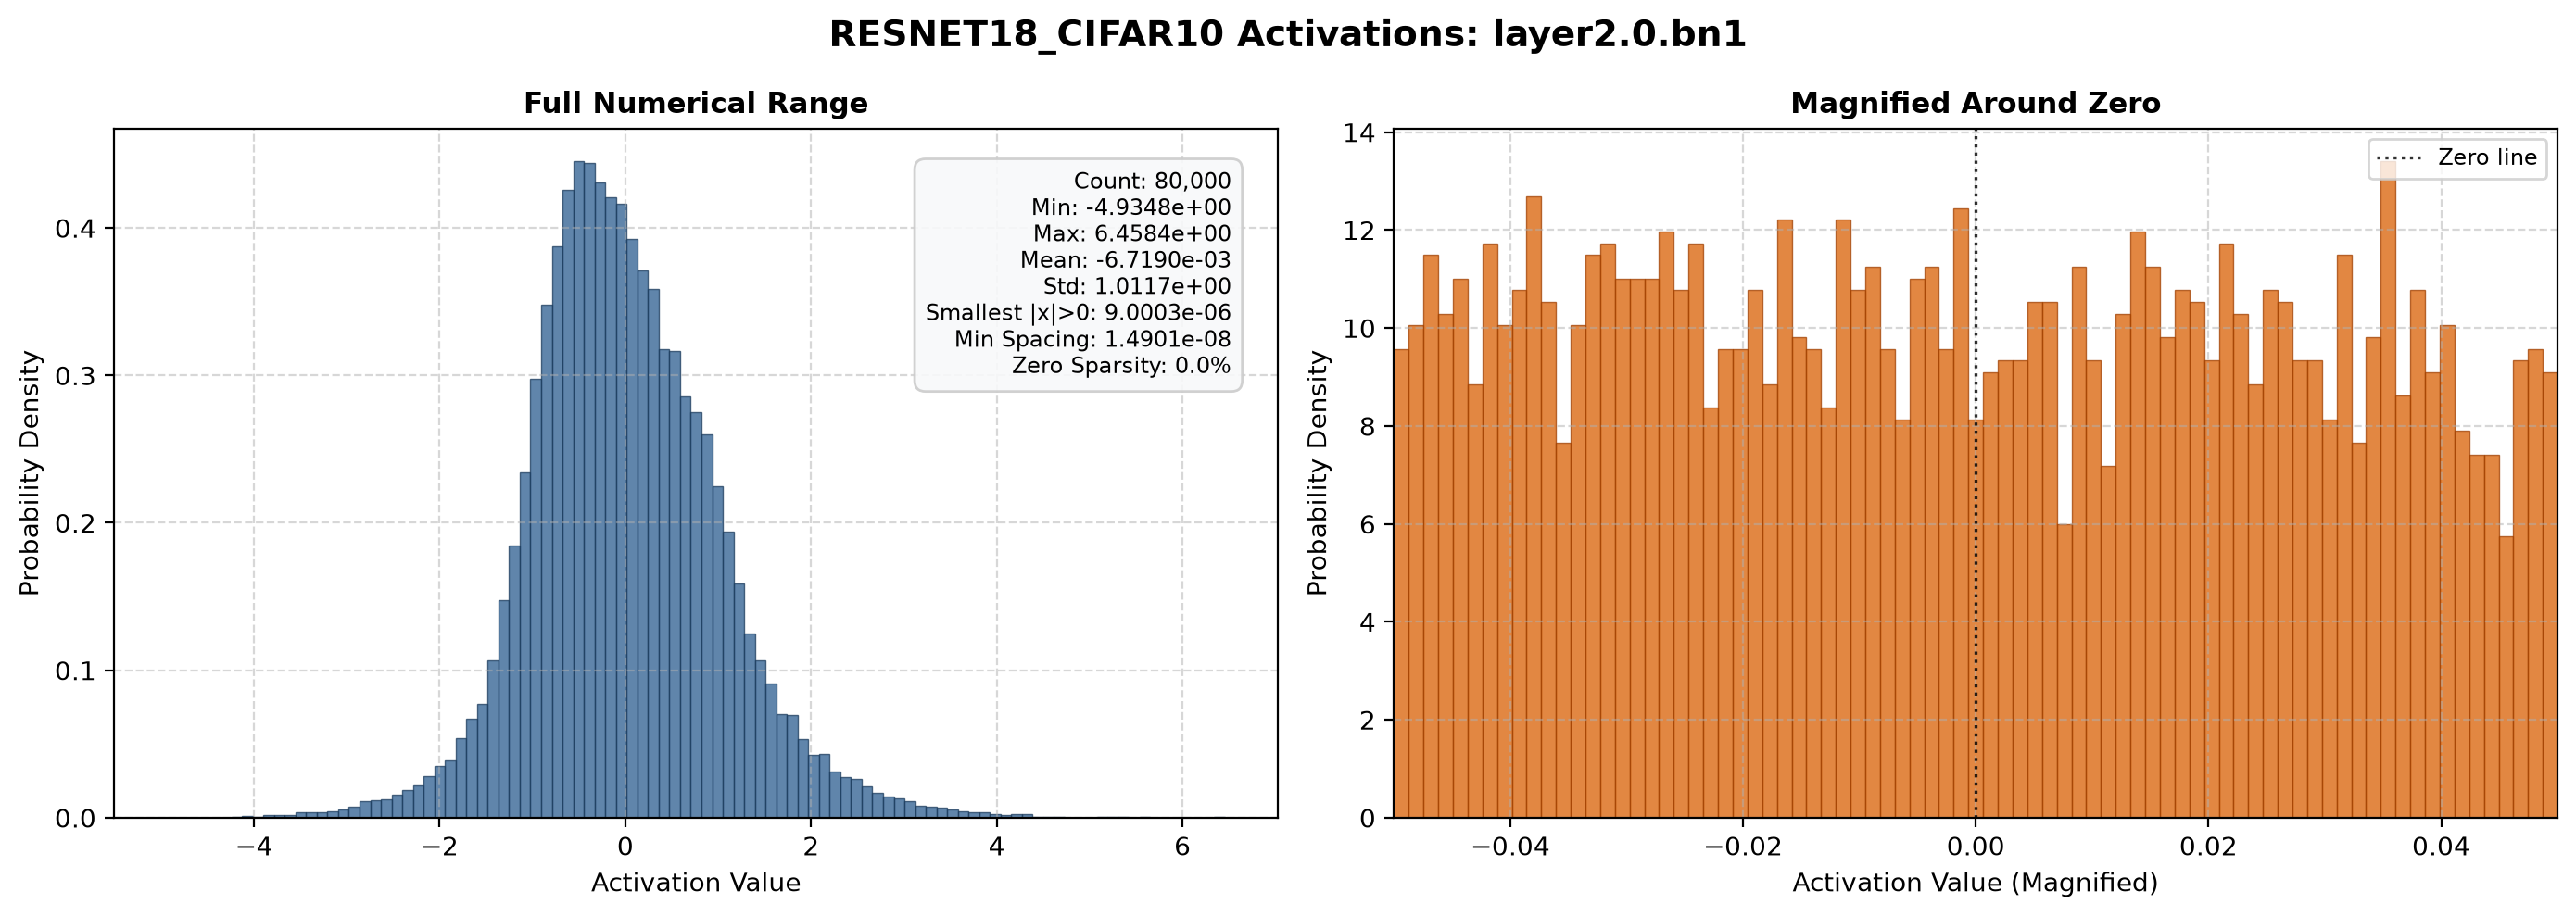 RESNET18_CIFAR10 Activations: layer2.0.bn1
Full Numerical Range
Probability Density
0.4
0.3
0.2
0.1
0.0
Count: 80,000
Min: -4.9348e+00
Max: 6.4584e+00
Mean: -6.7190e-03
Std: 1.0117e+00
Smallest |x|>0: 9.0003e-06
Min Spacing: 1.4901e-08
Zero Sparsity: 0.0%
−4 −2 0 2 4 6
Activation Value
Magnified Around Zero
Probability Density
14
12
10
8
6
4
2
0
Zero line
−0.04 −0.02 0.00 0.02 0.04
Activation Value (Magnified)